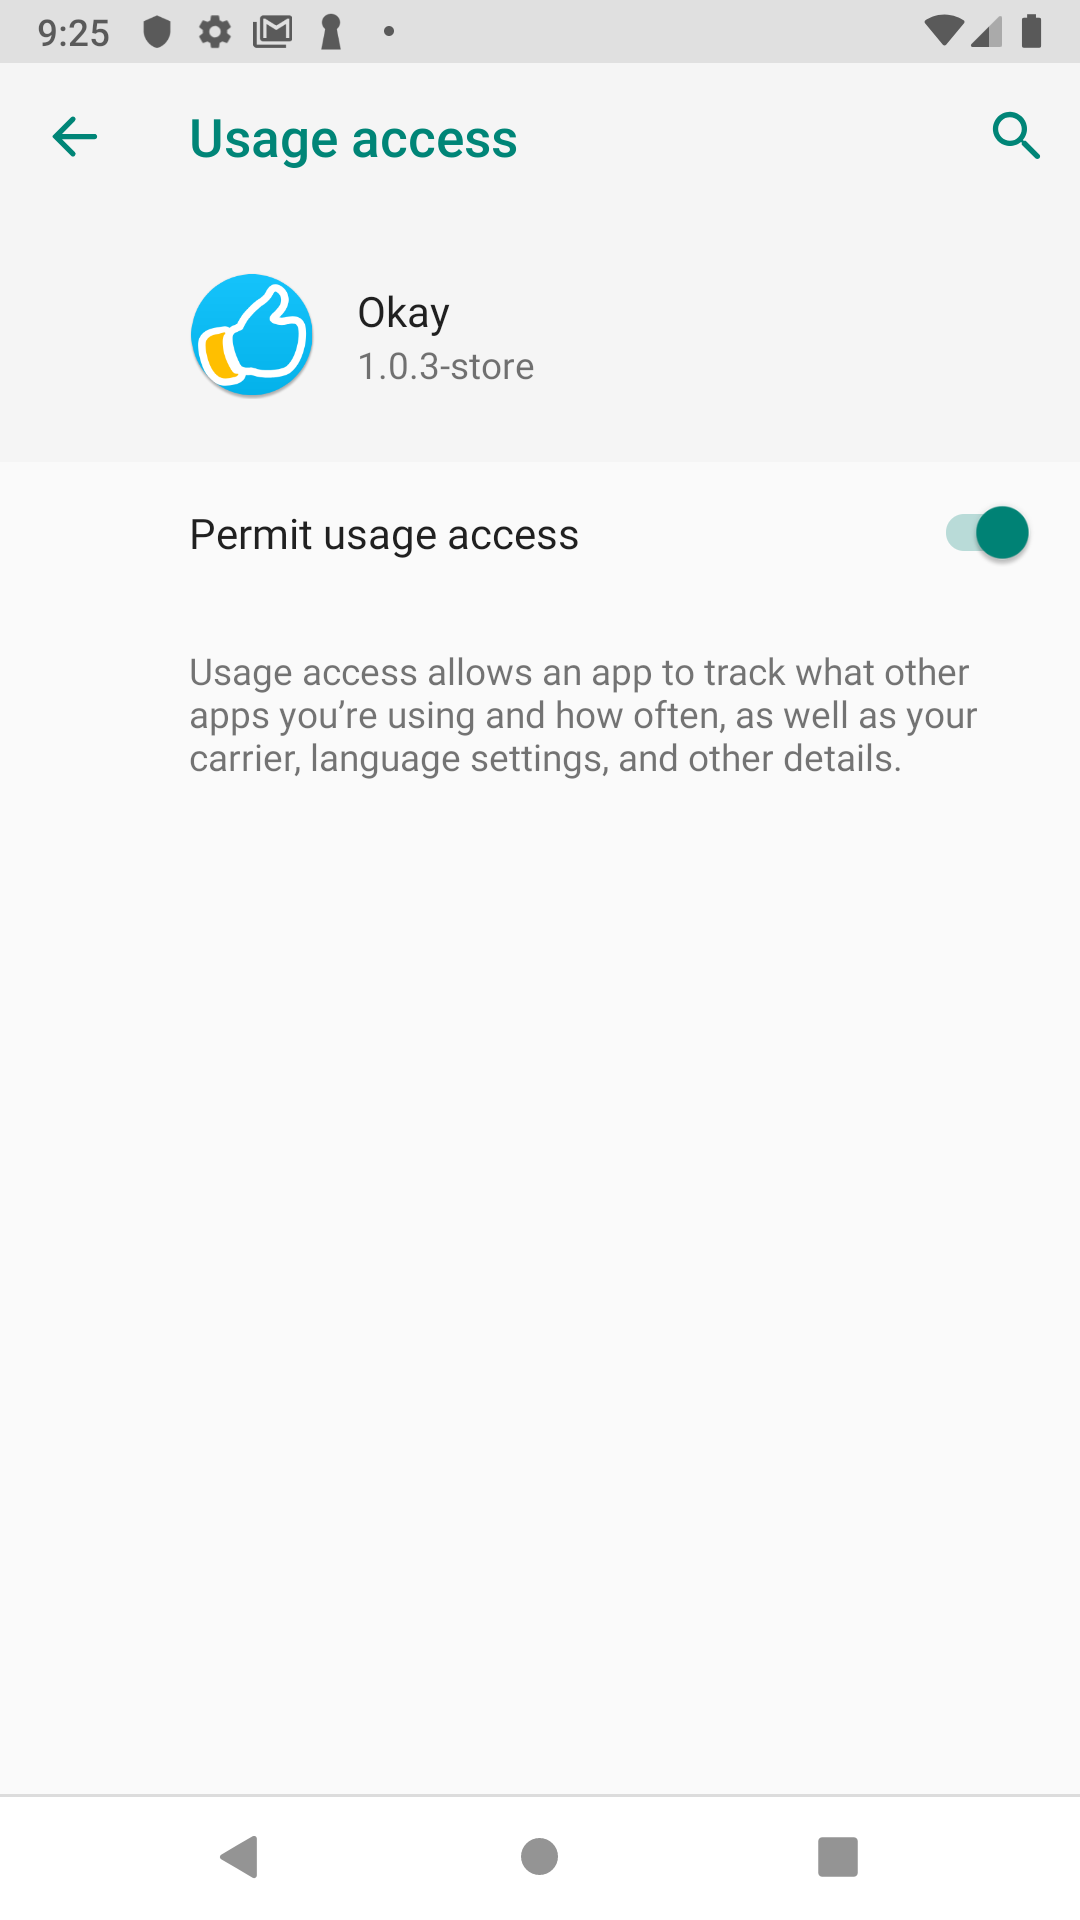 9:25
Usage access
Okay
1.0.3-store
Permit usage access
Usage access allows an app to track what other
apps you’re using and how often, as well as your
carrier, language settings, and other details.